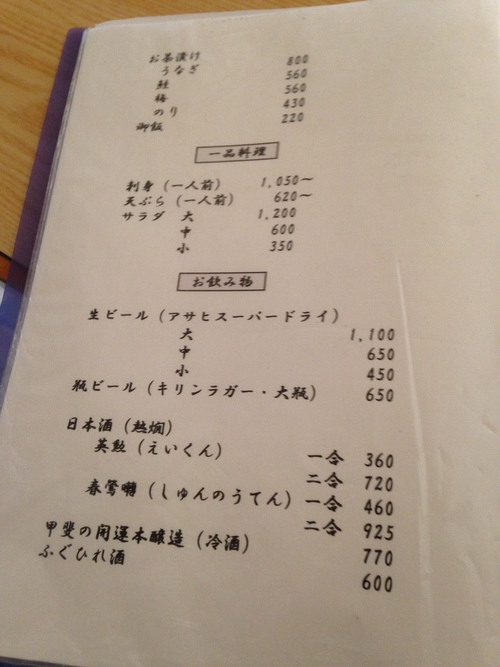 お茶漬け
うなぎ 800
鮭 560
梅 560
のり 430
御飯 220
一品料理
刺身（一人前） 1,050～
天ぷら（一人前） 620～
サラダ 大 1,200
中 600
小 350
お飲み物
生ビール（アサヒスーパードライ）
大 1,100
中 650
小 450
瓶ビール（キリンラガー・大瓶） 650
日本酒（熱燗）
英勲（えいくん） 一合 360
二合 720
春鶯囀（しゅんのうてん） 一合 460
二合 925
甲斐の開運本醸造（冷酒） 770
ふぐひれ酒 600